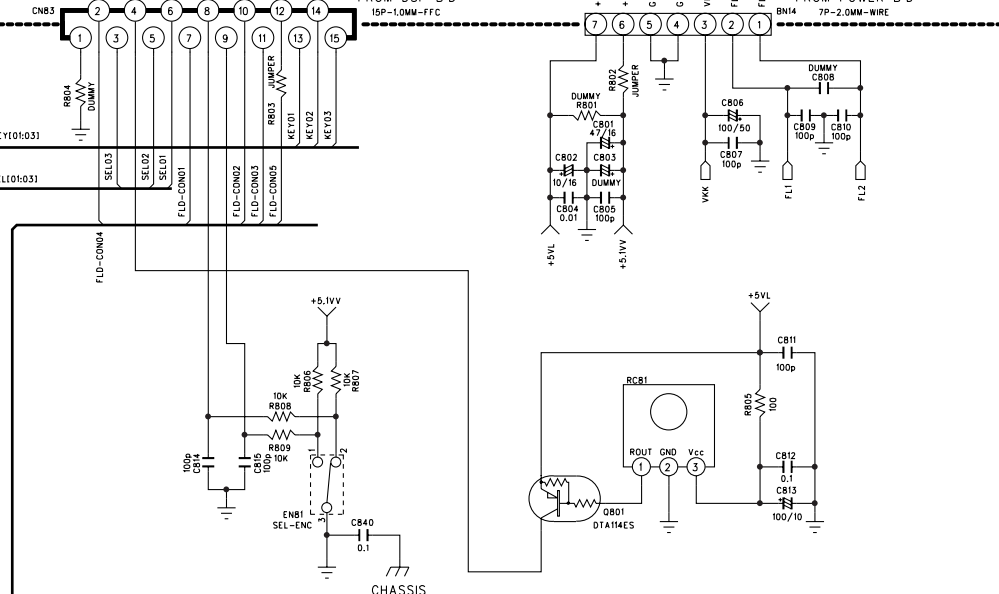 CN83
15P-1.0MM-FFC
2 4 6 8 10 12 14
1 3 5 7 9 11 13 15
BN14
7P-2.0MM-WIRE
+ +
7 6 5 4 3 2 1
R804
DUMMY
JUMPER
R803
KEY01
KEY02
KEY03
EY[01:03]
SEL03
SEL02
SEL01
EL[01:03]
FLD-CON01
FLD-CON02
FLD-CON03
FLD-CON05
FLD-CON04
R802
JUMPER
DUMMY
R801
C801
47/16
C802
10/16
C803
DUMMY
C804
0.01
C805
100p
+5VL
+5.1VV
C806
100/50
C807
100p
VKK
DUMMY
C808
C809
100p
C810
100p
FL1
FL2
+5.1VV
10K
R806
10K
R807
10K
R808
R809
10K
100p
C814
C815
100p
1
2
3
EN81
SEL-ENC
C840
0.1
CHASSIS
+5VL
C811
100p
R805
100
C812
0.1
C813
100/10
RC81
ROUT GND Vcc
1 2 3
Q801
DTA114ES